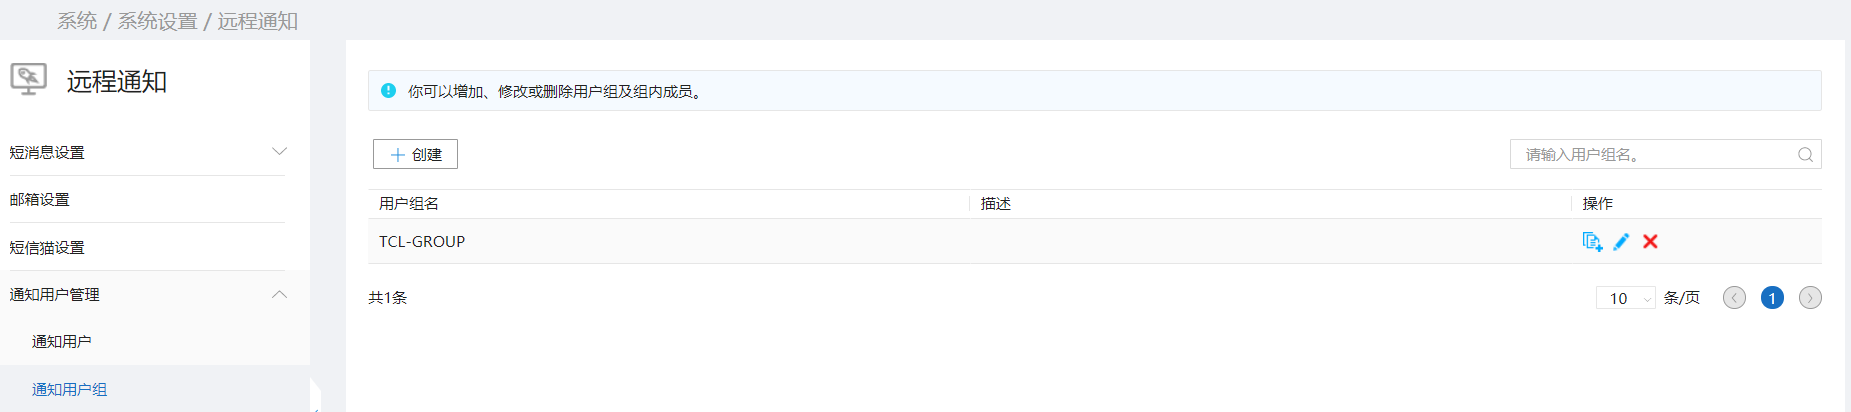 系统 / 系统设置 / 远程通知
远程通知
短消息设置
邮箱设置
短信猫设置
通知用户管理
通知用户
通知用户组
你可以增加、修改或删除用户组及组内成员。
创建
请输入用户组名。
用户组名 描述 操作
TCL-GROUP
共1条
10 条/页 1